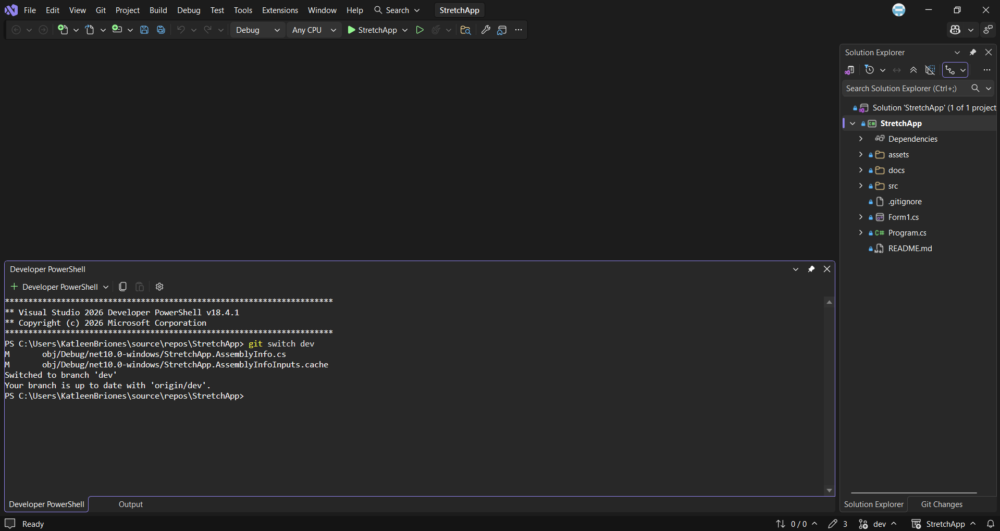 File Edit View Git Project Build Debug Test Tools Extensions Window Help Search StretchApp
Debug Any CPU StretchApp
Solution Explorer
Search Solution Explorer (Ctrl+;)
Solution 'StretchApp' (1 of 1 project
StretchApp
Dependencies
assets
docs
src
.gitignore
Form1.cs
C# Program.cs
README.md
Solution Explorer Git Changes
Developer PowerShell
+ Developer PowerShell
**********************************************************************
** Visual Studio 2026 Developer PowerShell v18.4.1
** Copyright (c) 2026 Microsoft Corporation
**********************************************************************
PS C:\Users\KatleenBriones\source\repos\StretchApp> git switch dev
M       obj/Debug/net10.0-windows/StretchApp.AssemblyInfo.cs
M       obj/Debug/net10.0-windows/StretchApp.AssemblyInfoInputs.cache
Switched to branch 'dev'
Your branch is up to date with 'origin/dev'.
PS C:\Users\KatleenBriones\source\repos\StretchApp>
Developer PowerShell Output
Ready 0 / 0 3 dev StretchApp